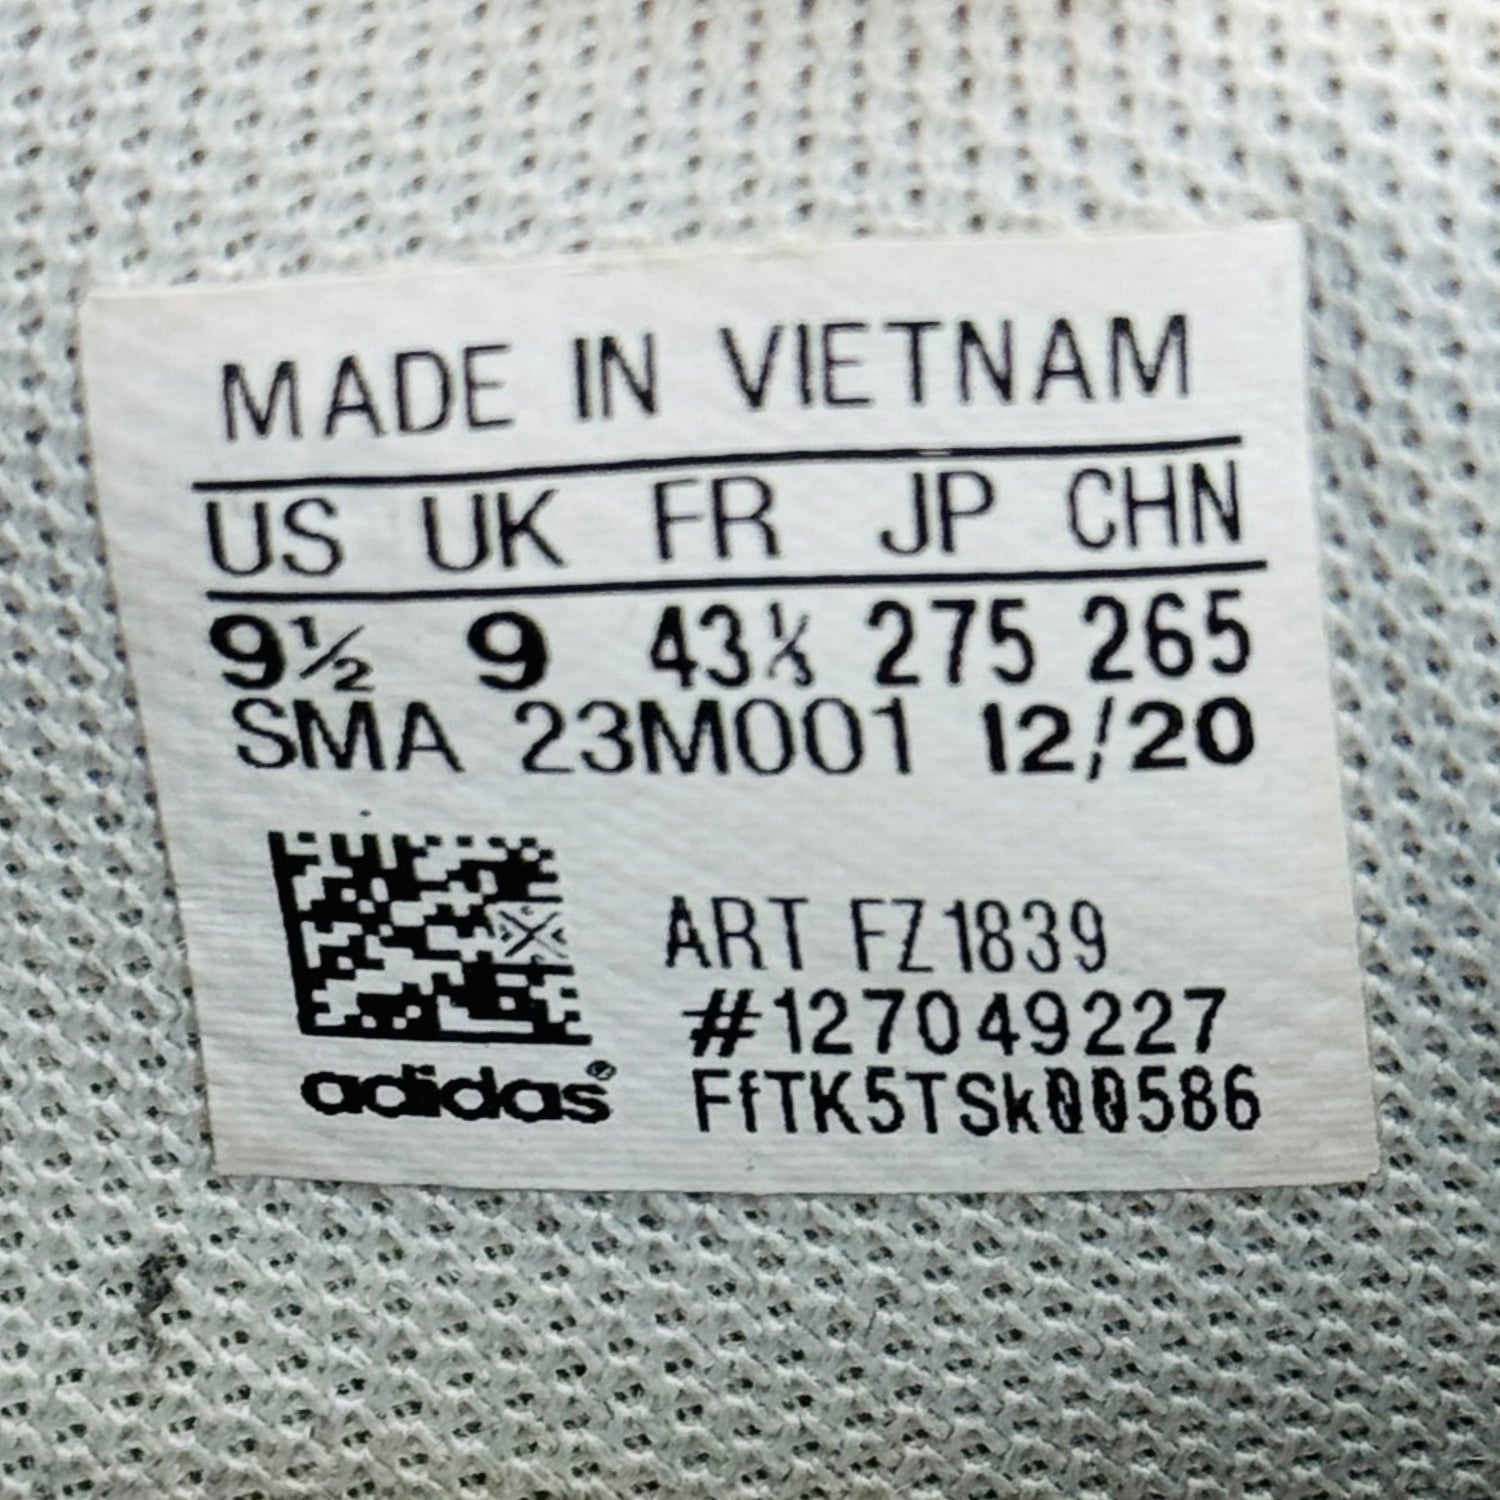 MADE IN VIETNAM
US UK FR JP CHN
9½ 9 43⅓ 275 265
SMA 23M001 12/20
ART FZ1839
#127049227
adidas®
FfTK5TSk00586